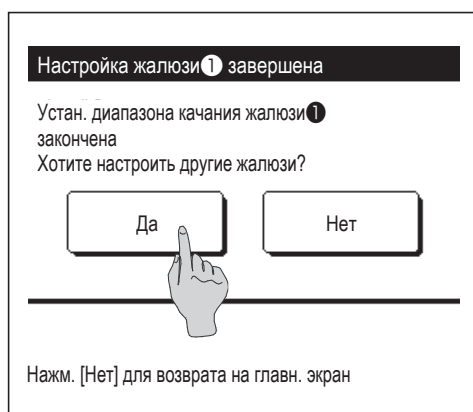 Настройка жалюзи❶ завершена
Устан. диапазона качания жалюзи❶
закончена
Хотите настроить другие жалюзи?
Да
Нет
Нажм. [Нет] для возврата на главн. экран